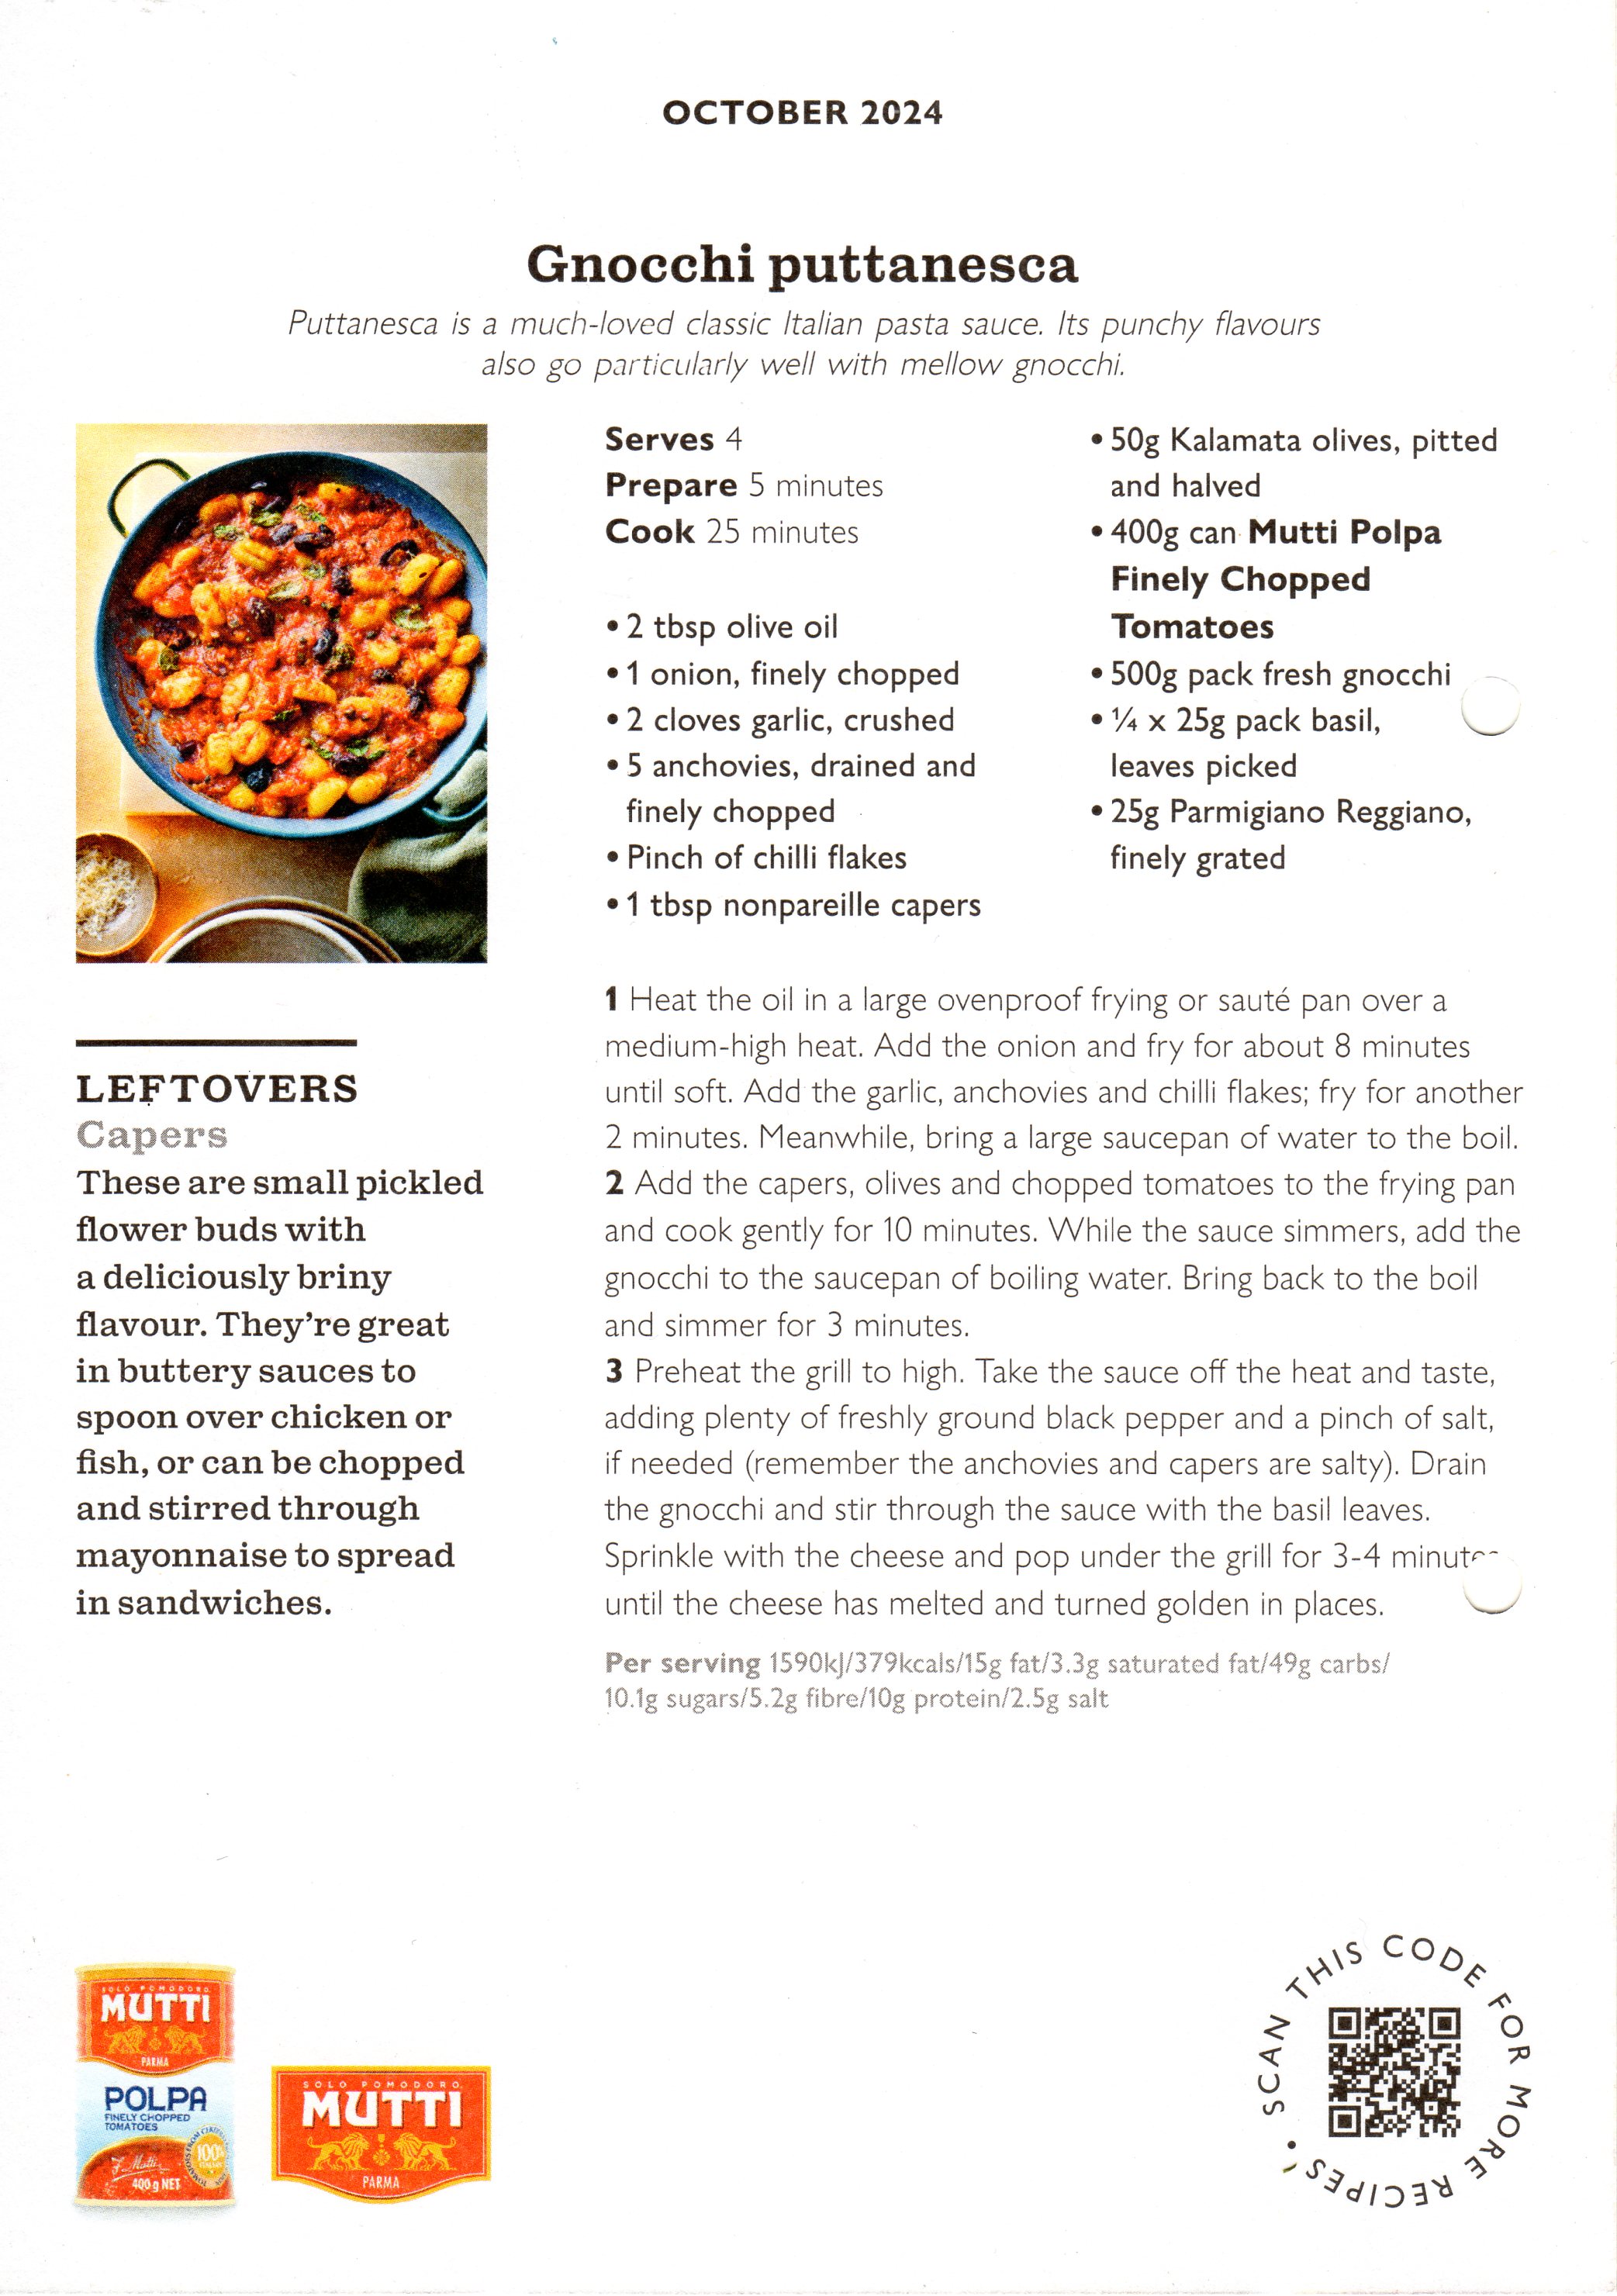 OCTOBER 2024
Gnocchi puttanesca
Puttanesca is a much-loved classic Italian pasta sauce. Its punchy flavours
also go particularly well with mellow gnocchi.
Serves 4
Prepare 5 minutes
Cook 25 minutes
• 2 tbsp olive oil
• 1 onion, finely chopped
• 2 cloves garlic, crushed
• 5 anchovies, drained and
finely chopped
• Pinch of chilli flakes
• 1 tbsp nonpareille capers
• 50g Kalamata olives, pitted
and halved
• 400g can Mutti Polpa
Finely Chopped
Tomatoes
• 500g pack fresh gnocchi
• ¼ x 25g pack basil,
leaves picked
• 25g Parmigiano Reggiano,
finely grated
1 Heat the oil in a large ovenproof frying or sauté pan over a
medium-high heat. Add the onion and fry for about 8 minutes
until soft. Add the garlic, anchovies and chilli flakes; fry for another
2 minutes. Meanwhile, bring a large saucepan of water to the boil.
2 Add the capers, olives and chopped tomatoes to the frying pan
and cook gently for 10 minutes. While the sauce simmers, add the
gnocchi to the saucepan of boiling water. Bring back to the boil
and simmer for 3 minutes.
3 Preheat the grill to high. Take the sauce off the heat and taste,
adding plenty of freshly ground black pepper and a pinch of salt,
if needed (remember the anchovies and capers are salty). Drain
the gnocchi and stir through the sauce with the basil leaves.
Sprinkle with the cheese and pop under the grill for 3-4 minutes
until the cheese has melted and turned golden in places.
Per serving 1590kJ/379kcals/15g fat/3.3g saturated fat/49g carbs/
10.1g sugars/5.2g fibre/10g protein/2.5g salt
LEFTOVERS
Capers
These are small pickled
flower buds with
a deliciously briny
flavour. They're great
in buttery sauces to
spoon over chicken or
fish, or can be chopped
and stirred through
mayonnaise to spread
in sandwiches.
SOLO POMODORO
MUTTI
PARMA
POLPA
FINELY CHOPPED
TOMATOES
100%
400 g NET
SOLO POMODORO
MUTTI
PARMA
SCAN THIS CODE FOR MORE RECIPES •